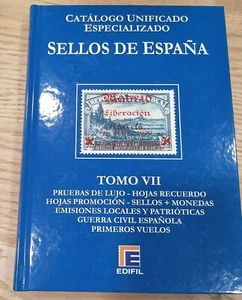 CATÁLOGO UNIFICADO
ESPECIALIZADO
SELLOS DE ESPAÑA
Liberación
TOMO VII
PRUEBAS DE LUJO - HOJAS RECUERDO
HOJAS PROMOCIÓN - SELLOS + MONEDAS
EMISIONES LOCALES Y PATRIÓTICAS
GUERRA CIVIL ESPAÑOLA
PRIMEROS VUELOS
EDIFIL